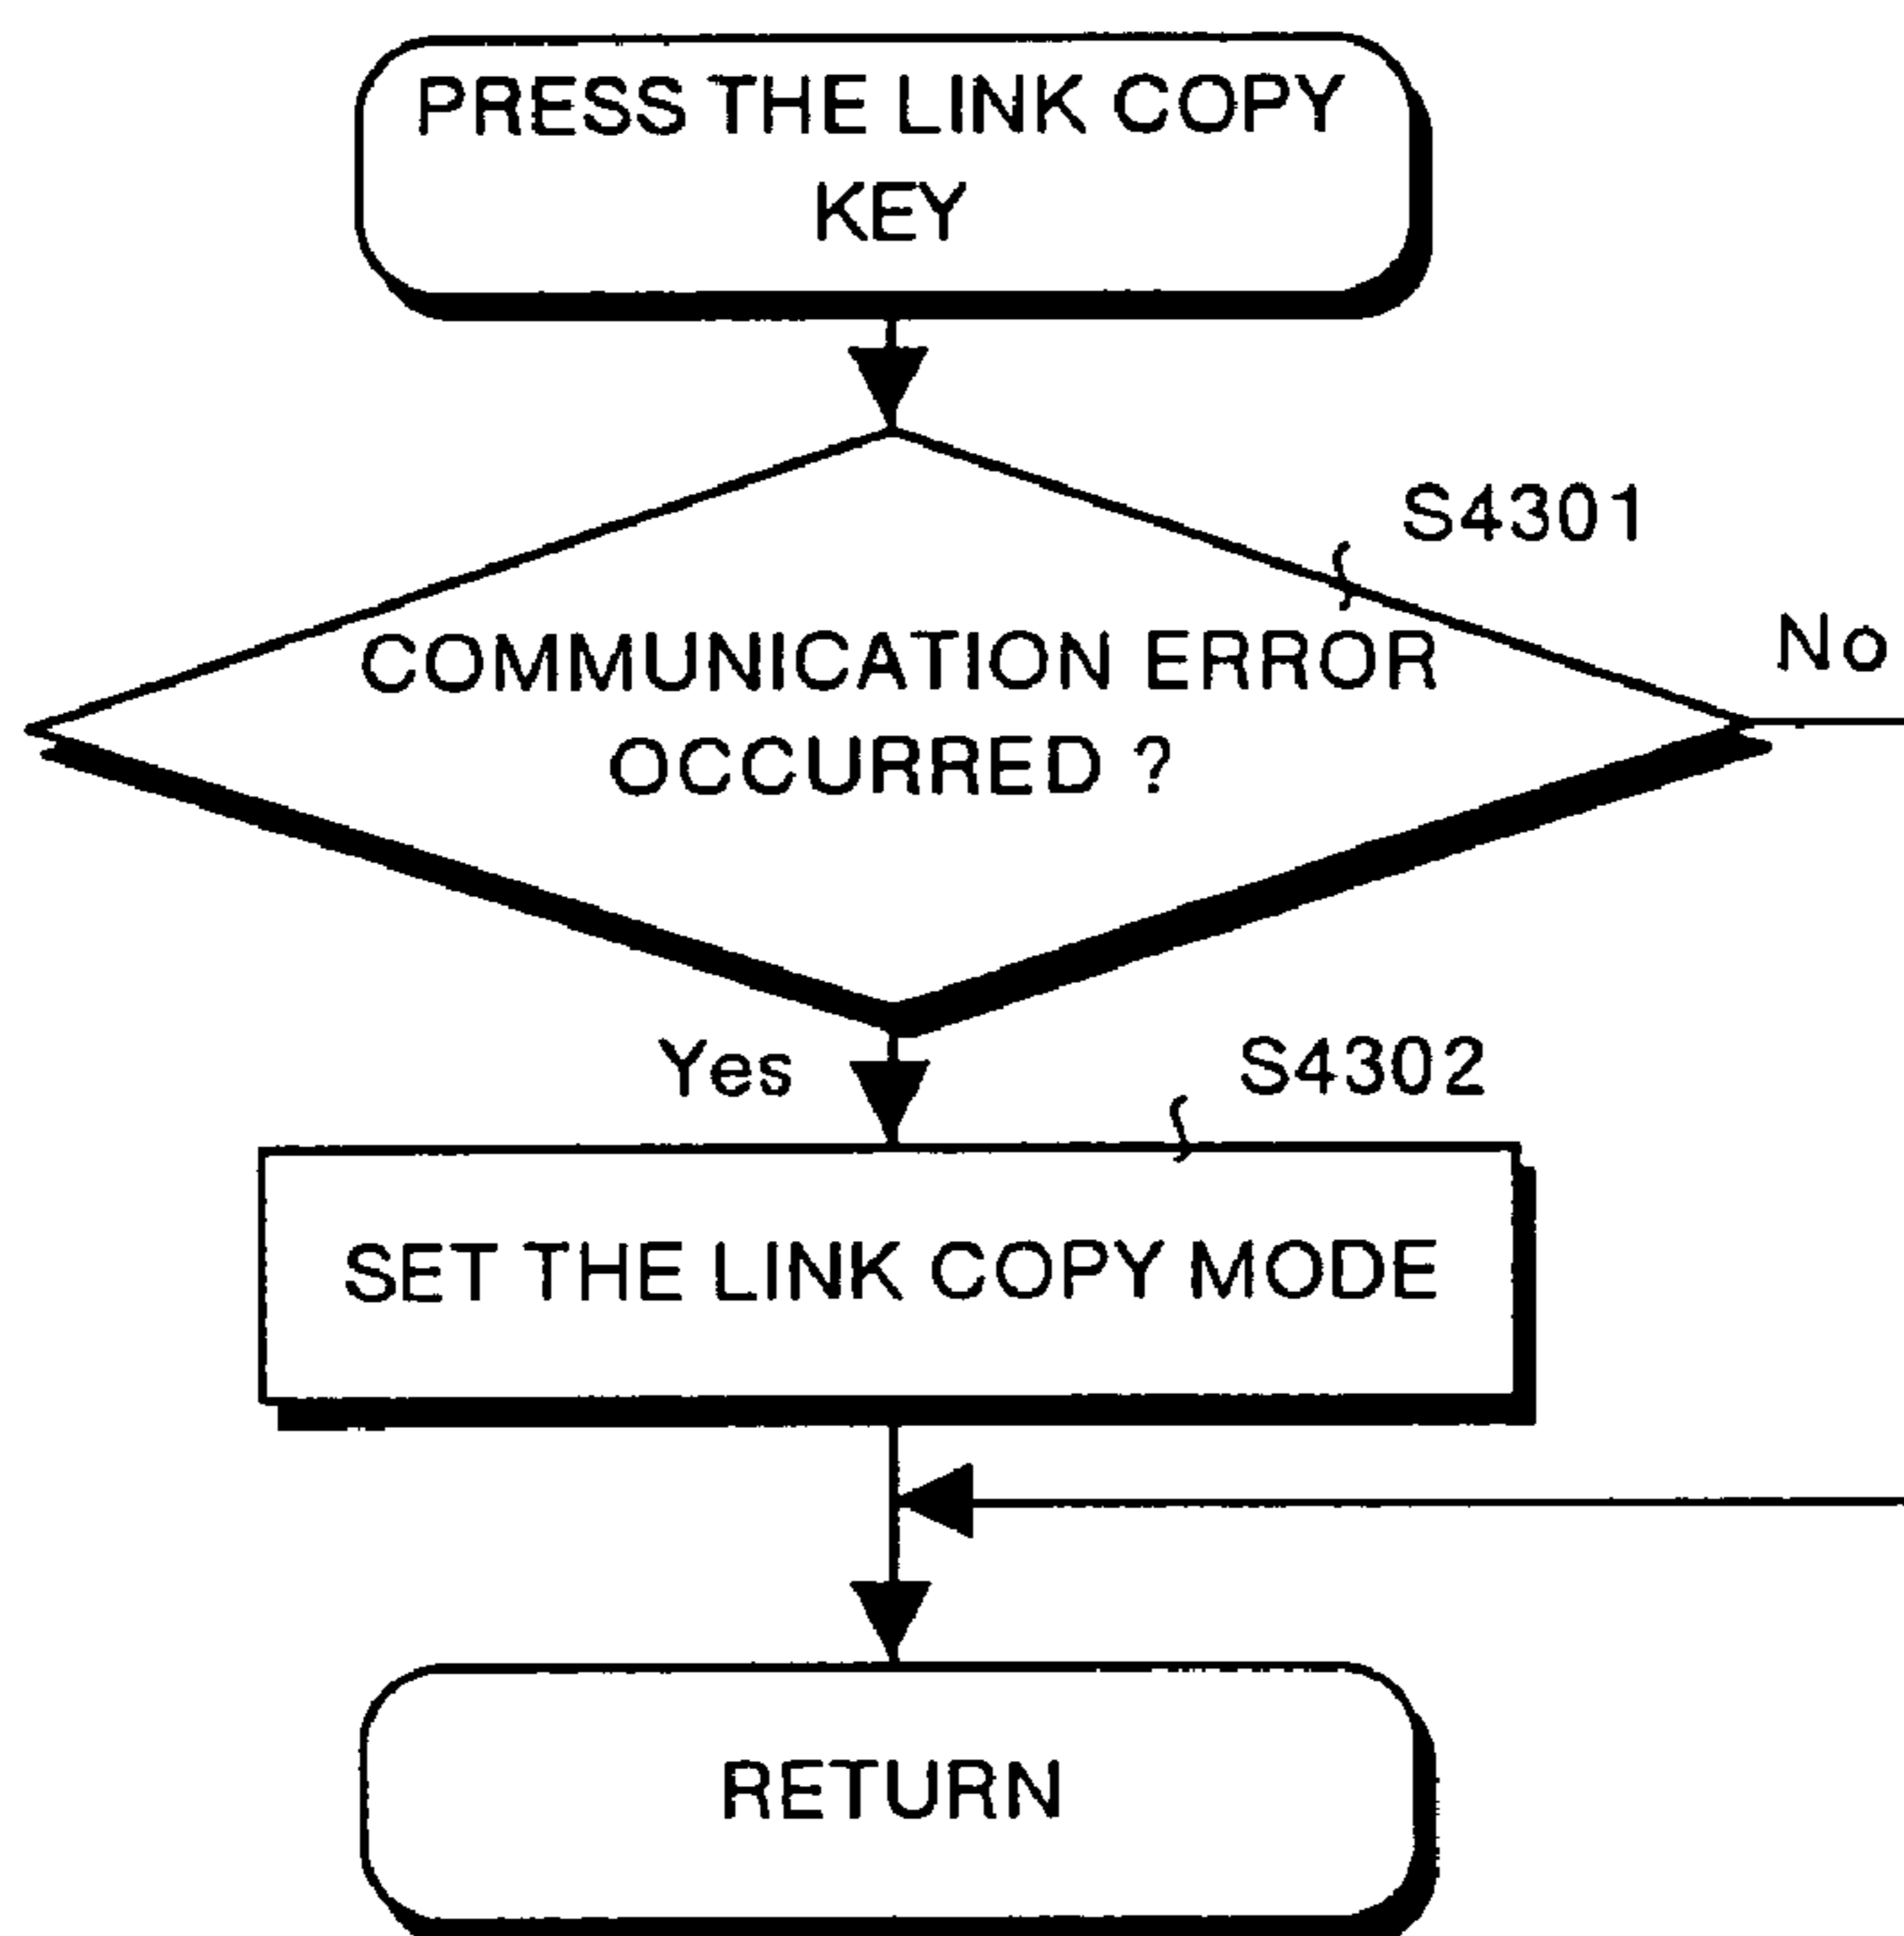 PRESS THE LINK COPY
KEY
S4301
COMMUNICATION ERROR
OCCURRED ?
No
Yes
S4302
SET THE LINK COPY MODE
RETURN